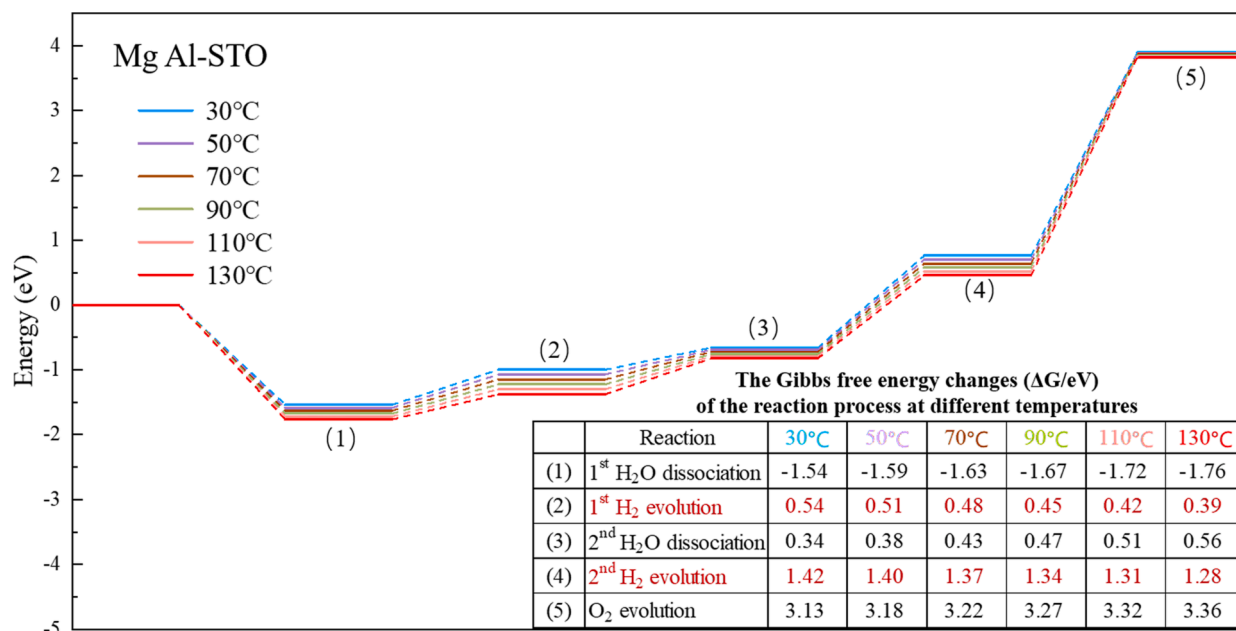 Mg Al-STO
30℃
50℃
70℃
90℃
110℃
130℃
Energy (eV)
4
3
2
1
0
-1
-2
-3
-4
-5
(1)
(2)
(3)
(4)
(5)
The Gibbs free energy changes (ΔG/eV)
of the reaction process at different temperatures
Reaction 30℃ 50℃ 70℃ 90℃ 110℃ 130℃
(1) 1st H2O dissociation -1.54 -1.59 -1.63 -1.67 -1.72 -1.76
(2) 1st H2 evolution 0.54 0.51 0.48 0.45 0.42 0.39
(3) 2nd H2O dissociation 0.34 0.38 0.43 0.47 0.51 0.56
(4) 2nd H2 evolution 1.42 1.40 1.37 1.34 1.31 1.28
(5) O2 evolution 3.13 3.18 3.22 3.27 3.32 3.36